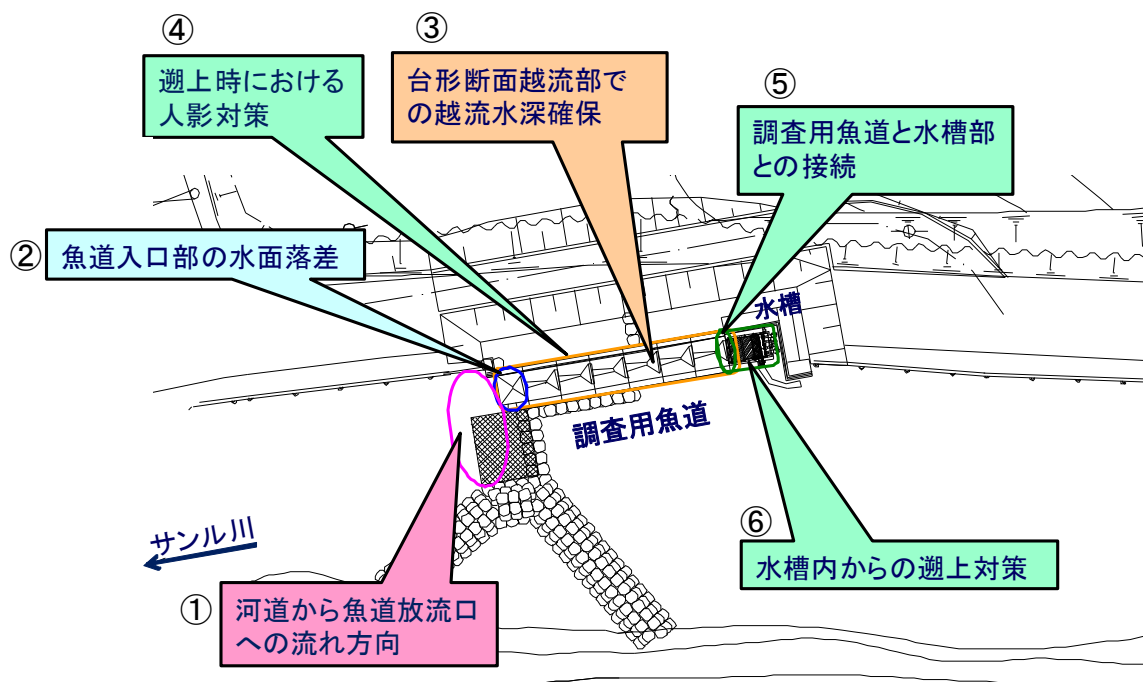 ④
遡上時における
人影対策
③
台形断面越流部で
の越流水深確保
⑤
調査用魚道と水槽部
との接続
②
魚道入口部の水面落差
水槽
調査用魚道
サンル川
①
河道から魚道放流口
への流れ方向
⑥
水槽内からの遡上対策